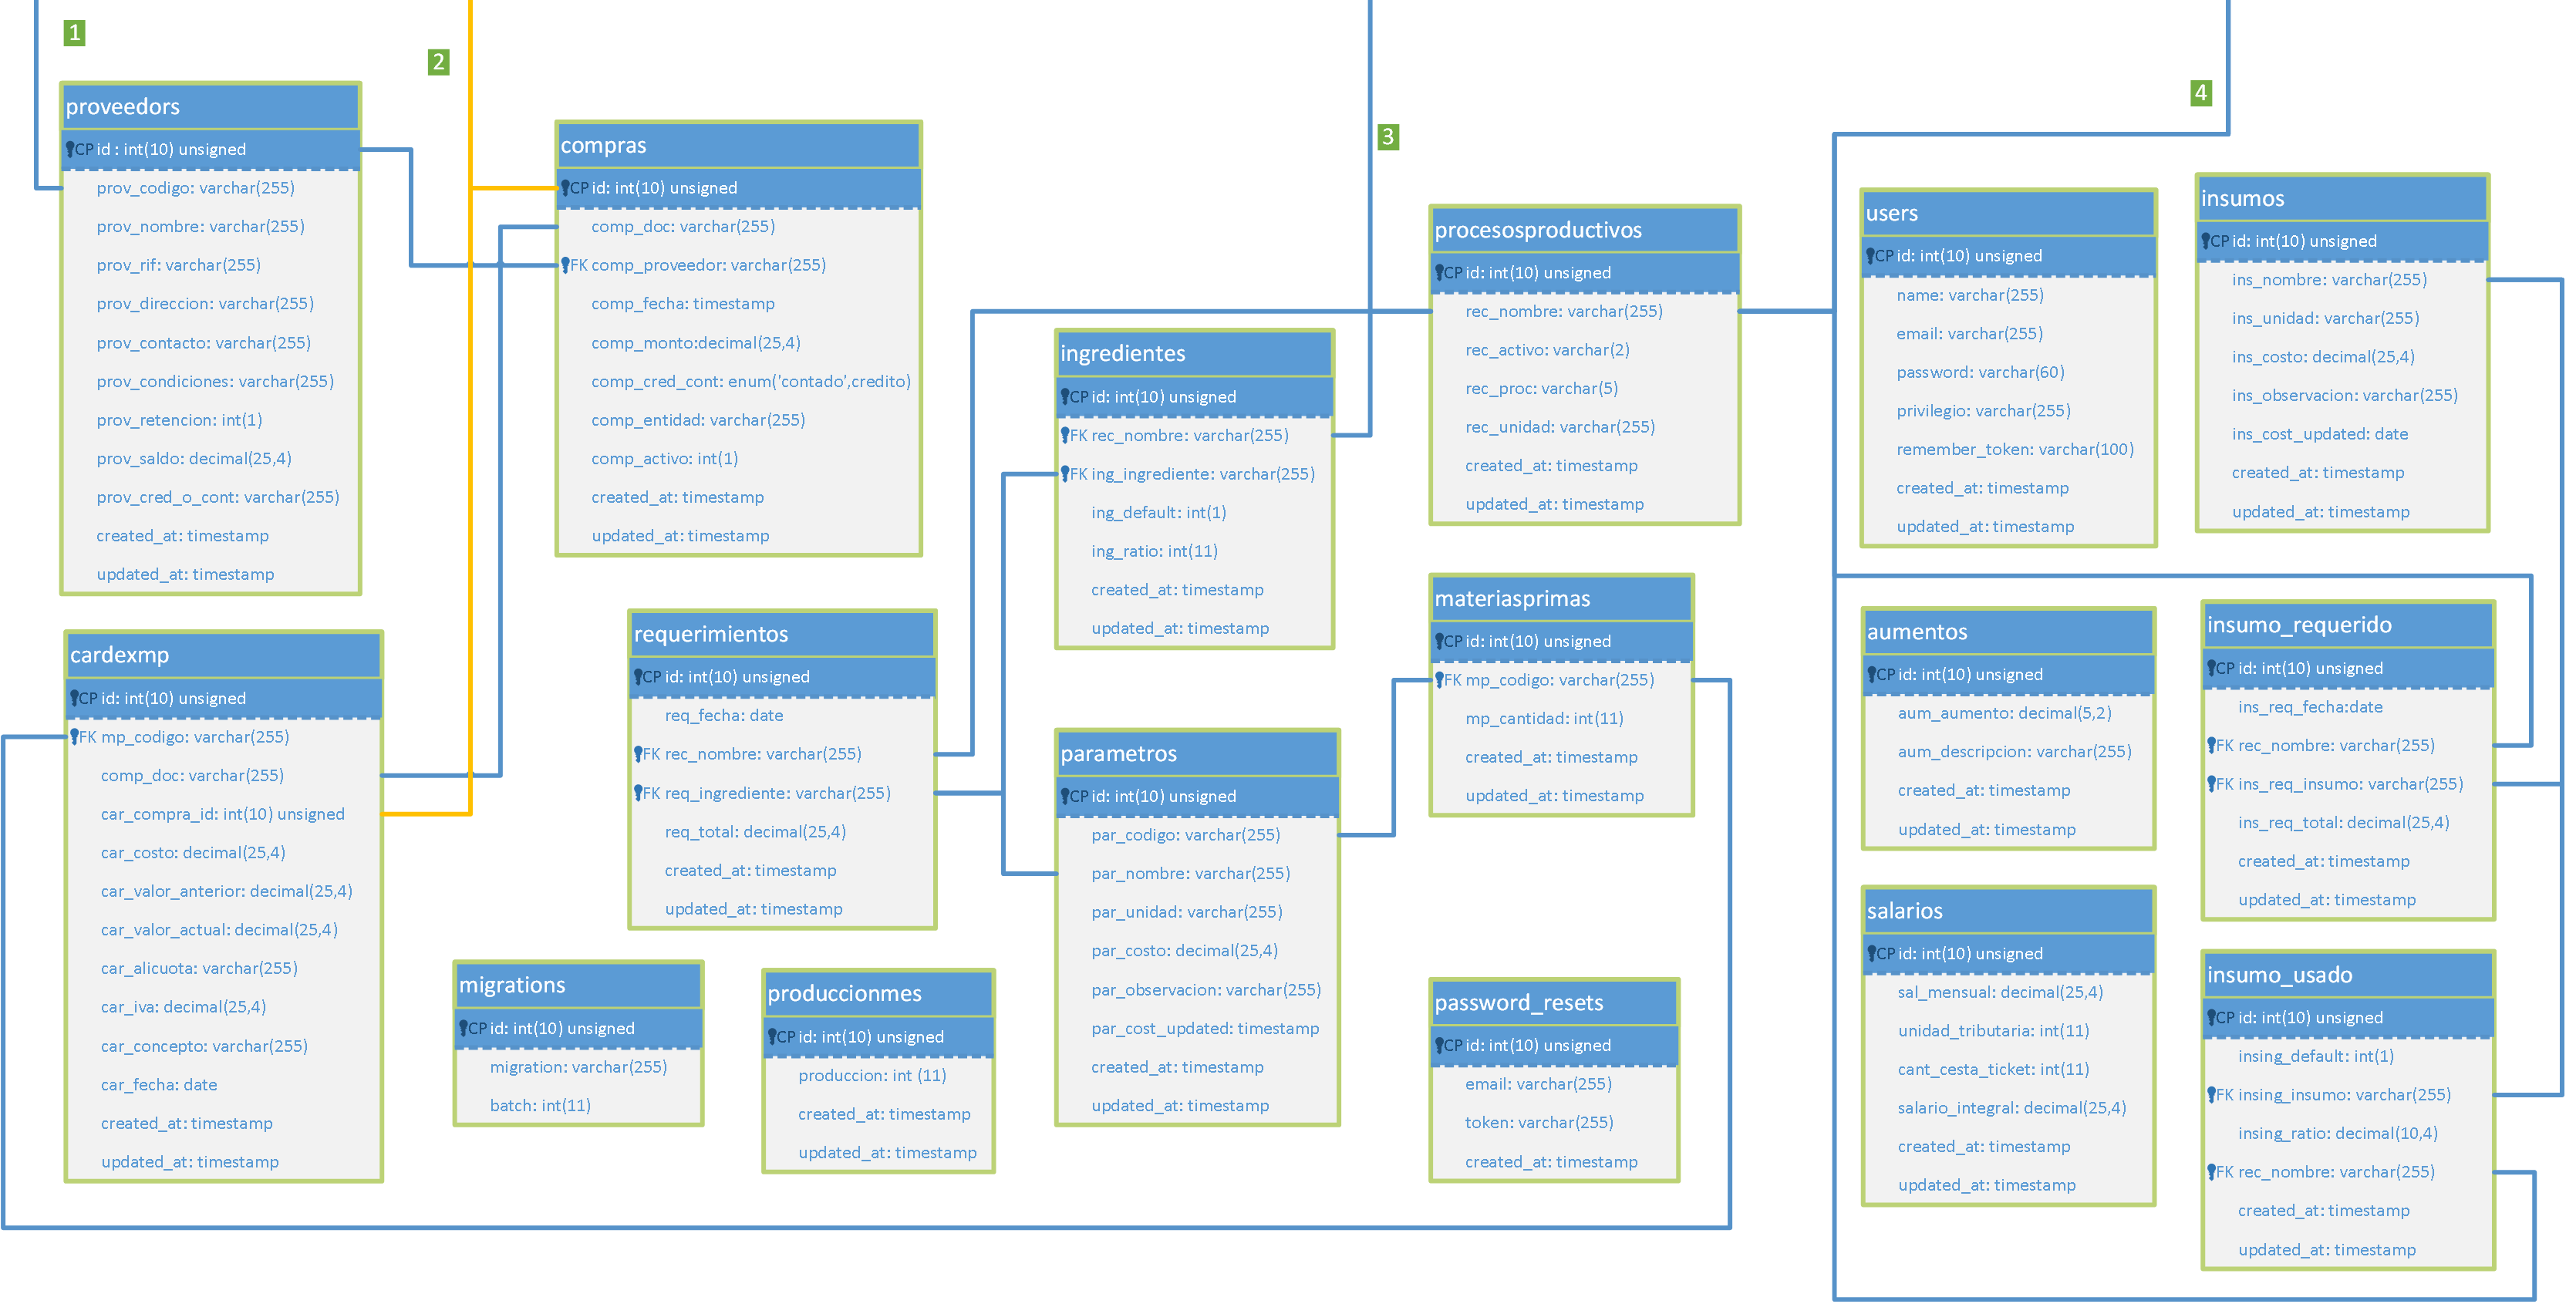 1
2
3
4
proveedors
CP id : int(10) unsigned
prov_codigo: varchar(255)
prov_nombre: varchar(255)
prov_rif: varchar(255)
prov_direccion: varchar(255)
prov_contacto: varchar(255)
prov_condiciones: varchar(255)
prov_retencion: int(1)
prov_saldo: decimal(25,4)
prov_cred_o_cont: varchar(255)
created_at: timestamp
updated_at: timestamp
compras
CP id: int(10) unsigned
comp_doc: varchar(255)
FK comp_proveedor: varchar(255)
comp_fecha: timestamp
comp_monto:decimal(25,4)
comp_cred_cont: enum('contado',credito)
comp_entidad: varchar(255)
comp_activo: int(1)
created_at: timestamp
updated_at: timestamp
ingredientes
CP id: int(10) unsigned
FK rec_nombre: varchar(255)
FK ing_ingrediente: varchar(255)
ing_default: int(1)
ing_ratio: int(11)
created_at: timestamp
updated_at: timestamp
procesosproductivos
CP id: int(10) unsigned
rec_nombre: varchar(255)
rec_activo: varchar(2)
rec_proc: varchar(5)
rec_unidad: varchar(255)
created_at: timestamp
updated_at: timestamp
users
CP id: int(10) unsigned
name: varchar(255)
email: varchar(255)
password: varchar(60)
privilegio: varchar(255)
remember_token: varchar(100)
created_at: timestamp
updated_at: timestamp
insumos
CP id: int(10) unsigned
ins_nombre: varchar(255)
ins_unidad: varchar(255)
ins_costo: decimal(25,4)
ins_observacion: varchar(255)
ins_cost_updated: date
created_at: timestamp
updated_at: timestamp
cardexmp
CP id: int(10) unsigned
FK mp_codigo: varchar(255)
comp_doc: varchar(255)
car_compra_id: int(10) unsigned
car_costo: decimal(25,4)
car_valor_anterior: decimal(25,4)
car_valor_actual: decimal(25,4)
car_alicuota: varchar(255)
car_iva: decimal(25,4)
car_concepto: varchar(255)
car_fecha: date
created_at: timestamp
updated_at: timestamp
requerimientos
CP id: int(10) unsigned
req_fecha: date
FK rec_nombre: varchar(255)
FK req_ingrediente: varchar(255)
req_total: decimal(25,4)
created_at: timestamp
updated_at: timestamp
parametros
CP id: int(10) unsigned
par_codigo: varchar(255)
par_nombre: varchar(255)
par_unidad: varchar(255)
par_costo: decimal(25,4)
par_observacion: varchar(255)
par_cost_updated: timestamp
created_at: timestamp
updated_at: timestamp
materiasprimas
CP id: int(10) unsigned
FK mp_codigo: varchar(255)
mp_cantidad: int(11)
created_at: timestamp
updated_at: timestamp
aumentos
CP id: int(10) unsigned
aum_aumento: decimal(5,2)
aum_descripcion: varchar(255)
created_at: timestamp
updated_at: timestamp
insumo_requerido
CP id: int(10) unsigned
ins_req_fecha:date
FK rec_nombre: varchar(255)
FK ins_req_insumo: varchar(255)
ins_req_total: decimal(25,4)
created_at: timestamp
updated_at: timestamp
migrations
CP id: int(10) unsigned
migration: varchar(255)
batch: int(11)
produccionmes
CP id: int(10) unsigned
produccion: int (11)
created_at: timestamp
updated_at: timestamp
password_resets
CP id: int(10) unsigned
email: varchar(255)
token: varchar(255)
created_at: timestamp
salarios
CP id: int(10) unsigned
sal_mensual: decimal(25,4)
unidad_tributaria: int(11)
cant_cesta_ticket: int(11)
salario_integral: decimal(25,4)
created_at: timestamp
updated_at: timestamp
insumo_usado
CP id: int(10) unsigned
insing_default: int(1)
FK insing_insumo: varchar(255)
insing_ratio: decimal(10,4)
FK rec_nombre: varchar(255)
created_at: timestamp
updated_at: timestamp